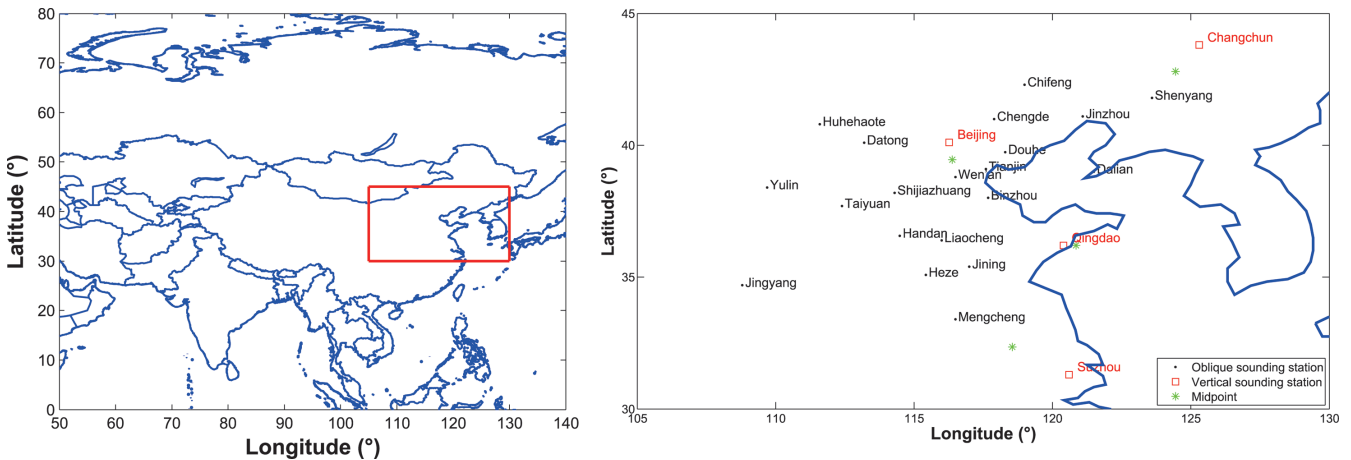 80
70
60
50
40
30
20
10
0
50 60 70 80 90 100 110 120 130 140
Latitude (°)
Longitude (°)
45
40
35
30
105 110 115 120 125 130
Latitude (°)
Longitude (°)
Changchun
Chifeng
Shenyang
Chengde
Jinzhou
Huhehaote
Beijing
Datong
Douhe
Tianjin
Dalian
Wen'an
Yulin
Shijiazhuang
Binzhou
Taiyuan
Handan
Liaocheng
Qingdao
Jining
Heze
Jingyang
Mengcheng
Suzhou
Oblique sounding station
Vertical sounding station
Midpoint